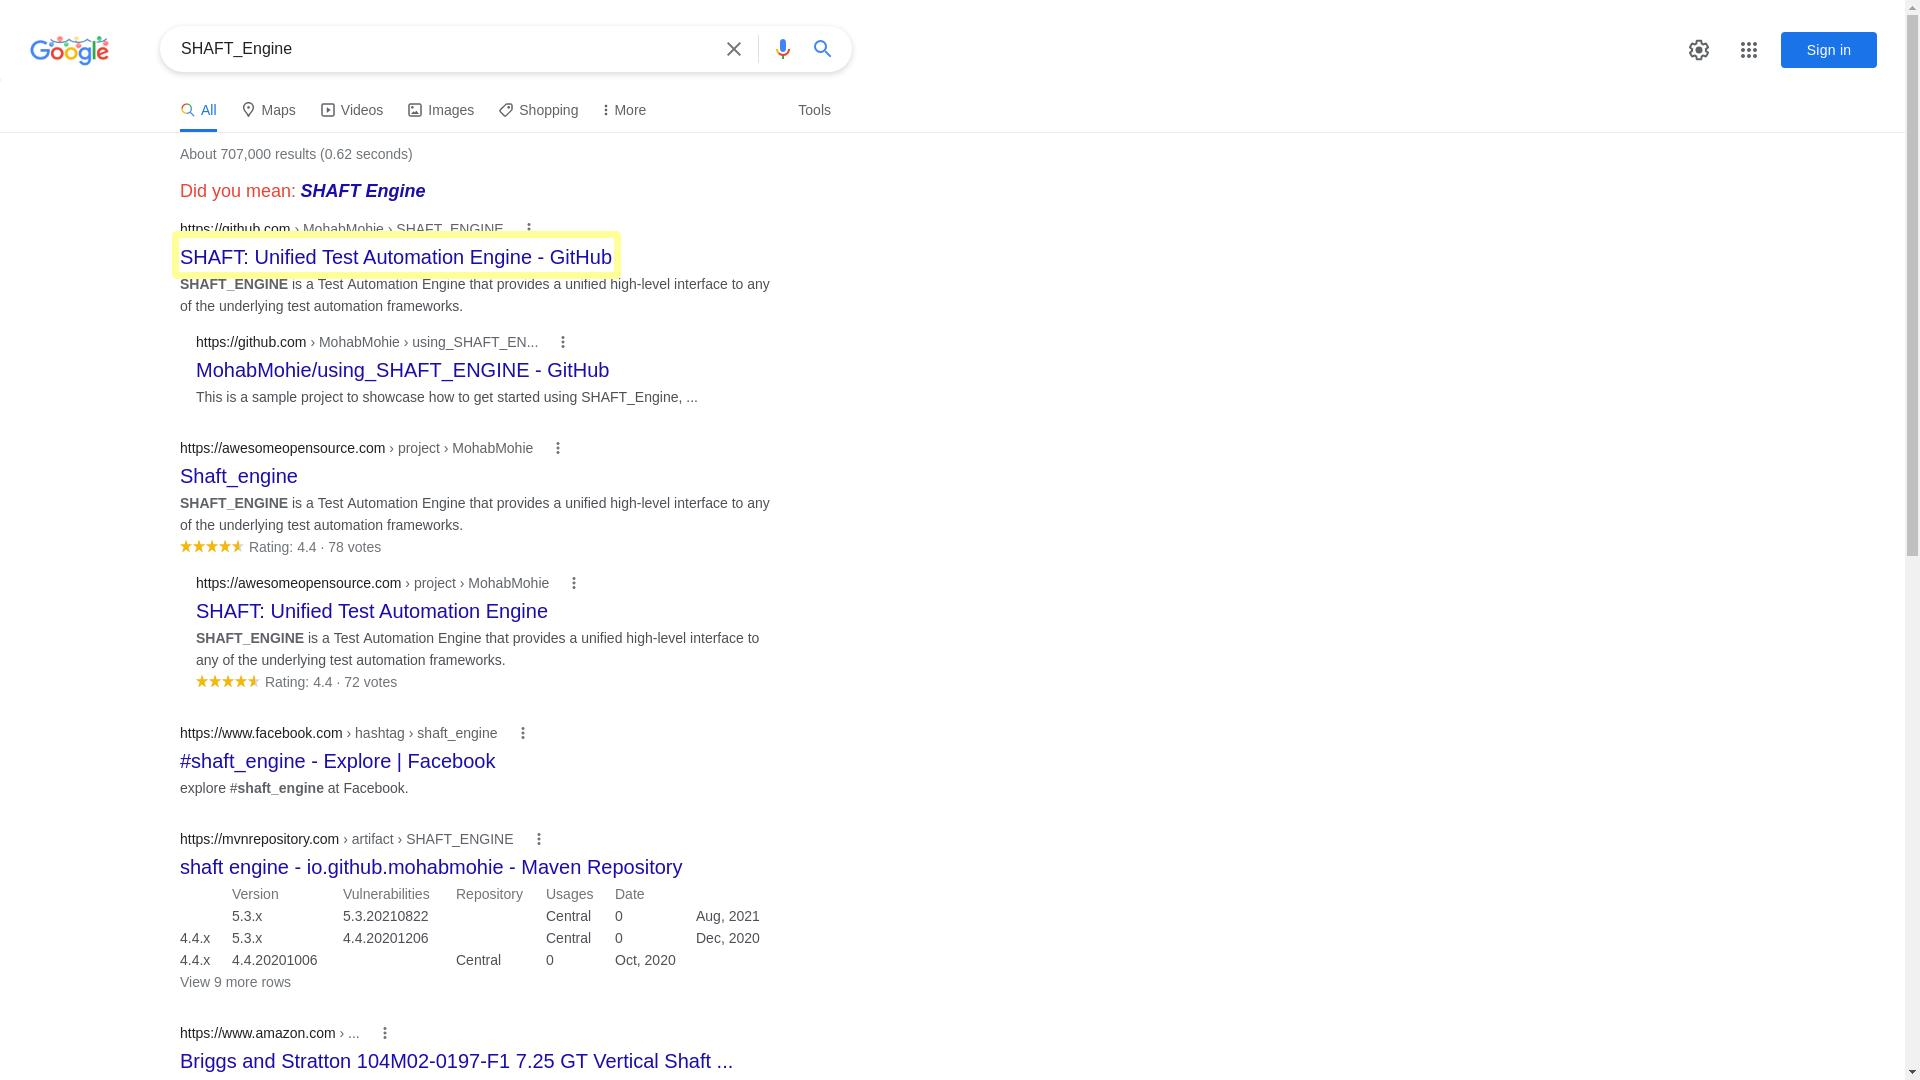 Google
SHAFT_Engine
Sign in
All
Maps
Videos
Images
Shopping
More
Tools
About 707,000 results (0.62 seconds)
Did you mean: SHAFT Engine
https://github.com › MohabMohie › SHAFT_ENGINE
SHAFT: Unified Test Automation Engine - GitHub
SHAFT_ENGINE is a Test Automation Engine that provides a unified high-level interface to any
of the underlying test automation frameworks.
https://github.com › MohabMohie › using_SHAFT_EN...
MohabMohie/using_SHAFT_ENGINE - GitHub
This is a sample project to showcase how to get started using SHAFT_Engine, ...
https://awesomeopensource.com › project › MohabMohie
Shaft_engine
SHAFT_ENGINE is a Test Automation Engine that provides a unified high-level interface to any
of the underlying test automation frameworks.
Rating: 4.4 · 78 votes
https://awesomeopensource.com › project › MohabMohie
SHAFT: Unified Test Automation Engine
SHAFT_ENGINE is a Test Automation Engine that provides a unified high-level interface to
any of the underlying test automation frameworks.
Rating: 4.4 · 72 votes
https://www.facebook.com › hashtag › shaft_engine
#shaft_engine - Explore | Facebook
explore #shaft_engine at Facebook.
https://mvnrepository.com › artifact › SHAFT_ENGINE
shaft engine - io.github.mohabmohie - Maven Repository
Version Vulnerabilities Repository Usages Date
5.3.x 5.3.20210822 Central 0 Aug, 2021
4.4.x 5.3.x 4.4.20201206 Central 0 Dec, 2020
4.4.x 4.4.20201006 Central 0 Oct, 2020
View 9 more rows
https://www.amazon.com › ...
Briggs and Stratton 104M02-0197-F1 7.25 GT Vertical Shaft ...